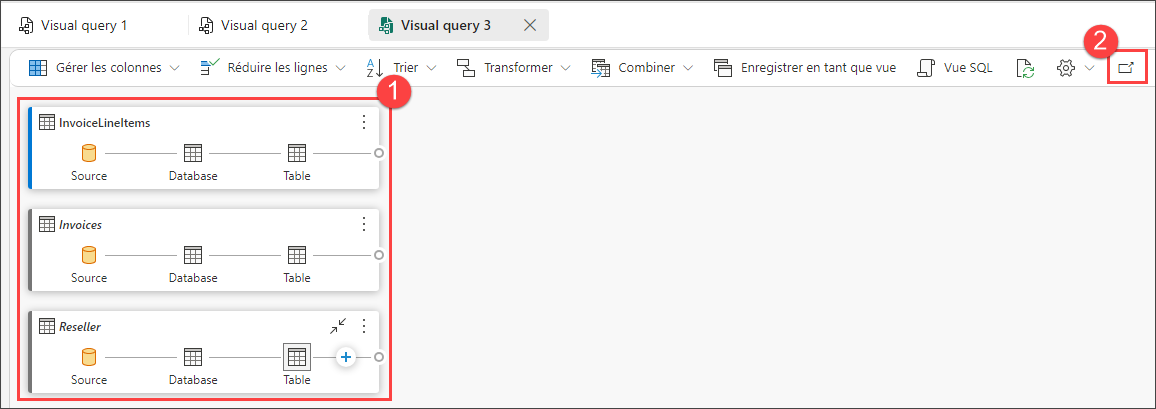 Visual query 1
Visual query 2
Visual query 3
2
Gérer les colonnes
Réduire les lignes
A
Z
Trier
Transformer
Combiner
Enregistrer en tant que vue
Vue SQL
1
InvoiceLineItems
Source
Database
Table
Invoices
Source
Database
Table
Reseller
Source
Database
Table